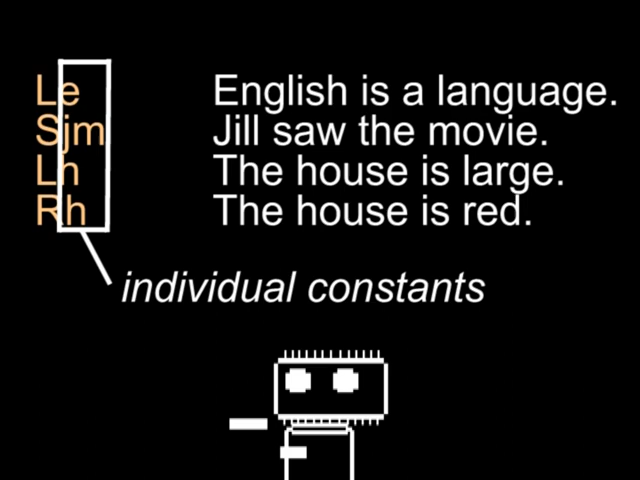 Le English is a language.
Sjm Jill saw the movie.
Lh The house is large.
Rh The house is red.
individual constants